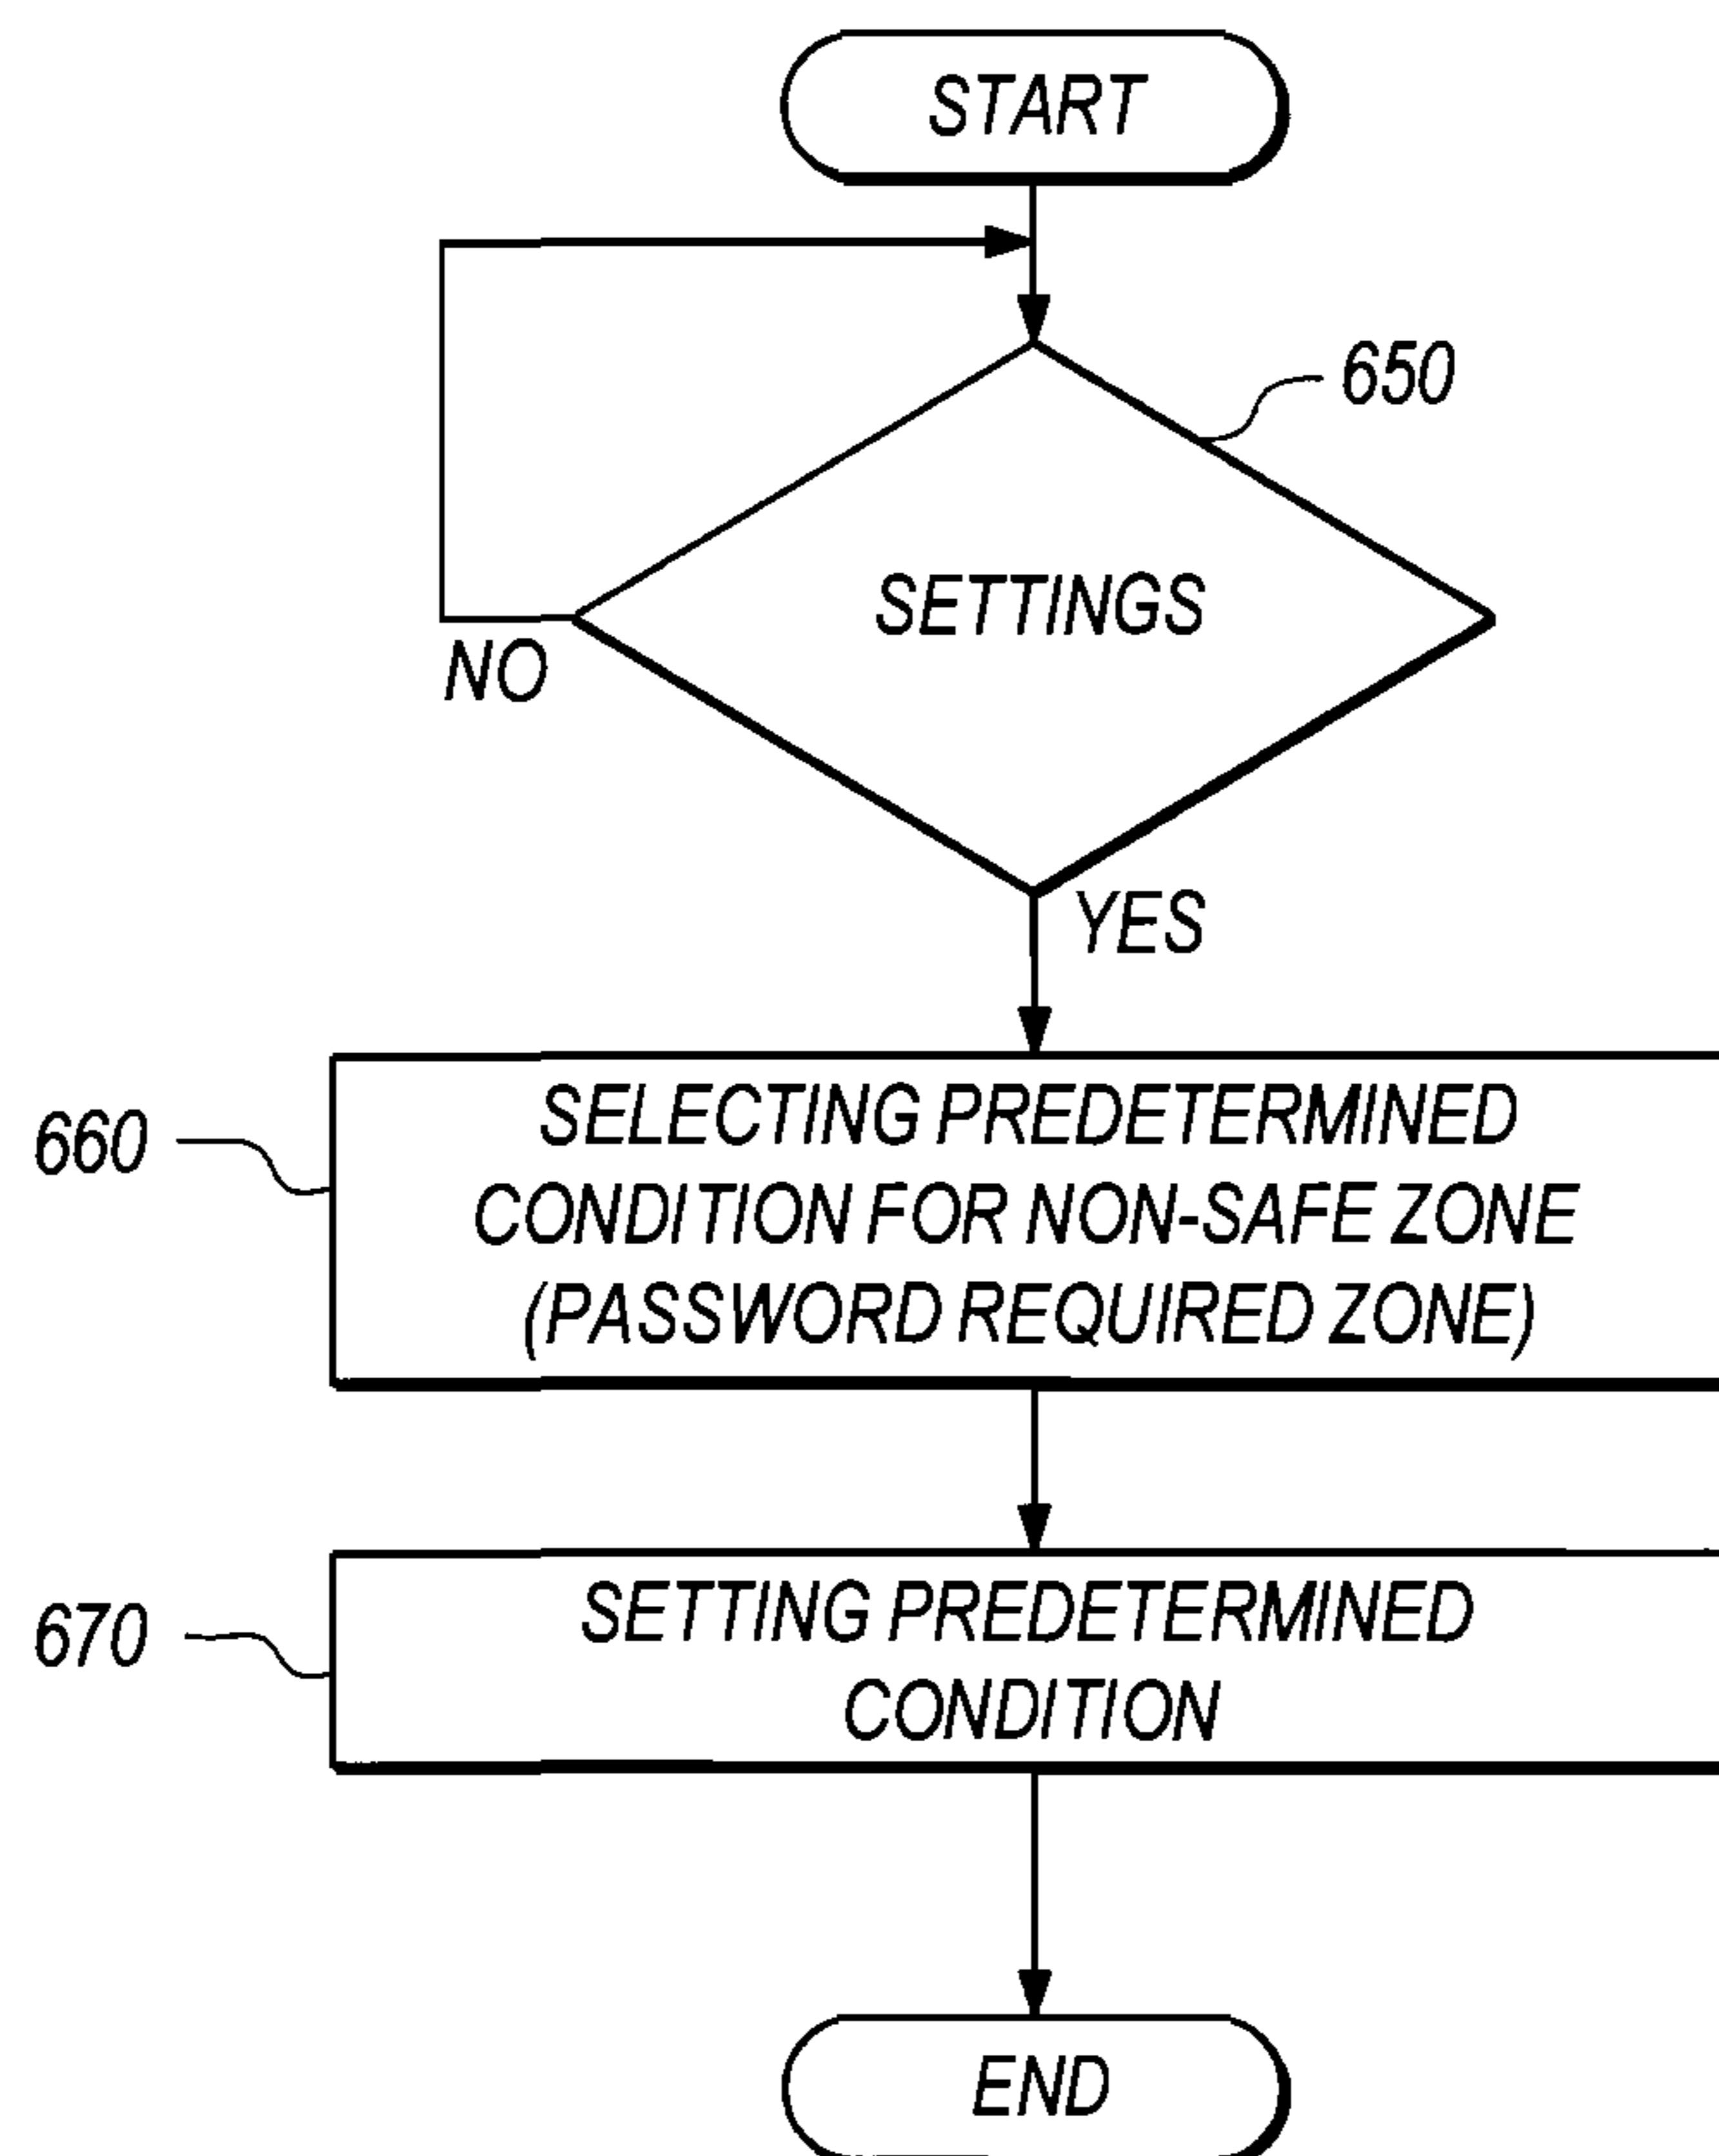 START
650
SETTINGS
NO
YES
660
SELECTING PREDETERMINED
CONDITION FOR NON-SAFE ZONE
(PASSWORD REQUIRED ZONE)
670
SETTING PREDETERMINED
CONDITION
END